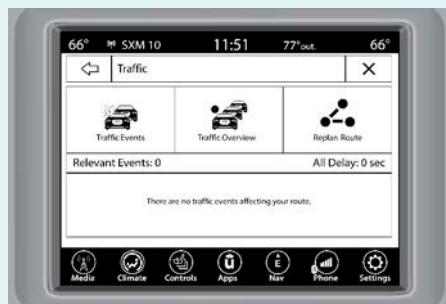 66° SXM 10 11:51 77°out. 66°
Traffic X
Traffic Events Traffic Overview Replan Route
Relevant Events: 0 All Delay: 0 sec
There are no traffic events affecting your route.
û E
Media Climate Controls Apps Nav Phone Settings